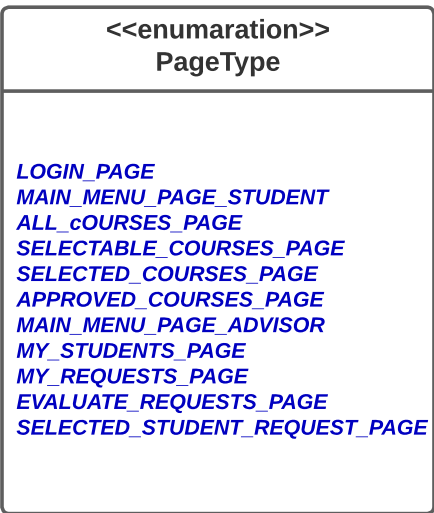 <<enumaration>>
PageType
LOGIN_PAGE
MAIN_MENU_PAGE_STUDENT
ALL_cOURSES_PAGE
SELECTABLE_COURSES_PAGE
SELECTED_COURSES_PAGE
APPROVED_COURSES_PAGE
MAIN_MENU_PAGE_ADVISOR
MY_STUDENTS_PAGE
MY_REQUESTS_PAGE
EVALUATE_REQUESTS_PAGE
SELECTED_STUDENT_REQUEST_PAGE